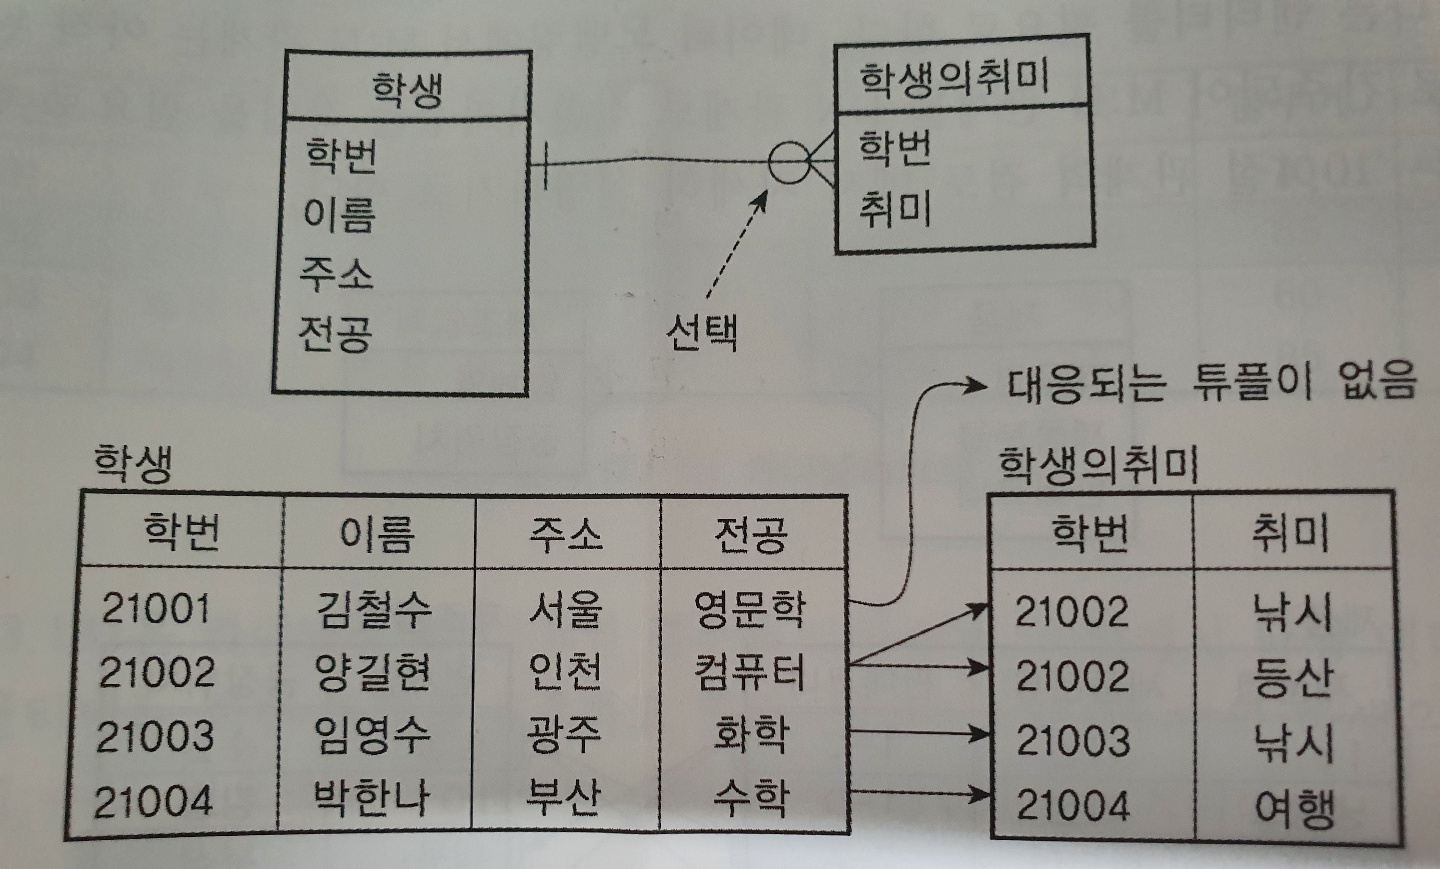 학생
학번
이름
주소
전공
학생의취미
학번
취미
선택
대응되는 튜플이 없음
학생
학번 이름 주소 전공
21001 김철수 서울 영문학
21002 양길현 인천 컴퓨터
21003 임영수 광주 화학
21004 박한나 부산 수학
학생의취미
학번 취미
21002 낚시
21002 등산
21003 낚시
21004 여행